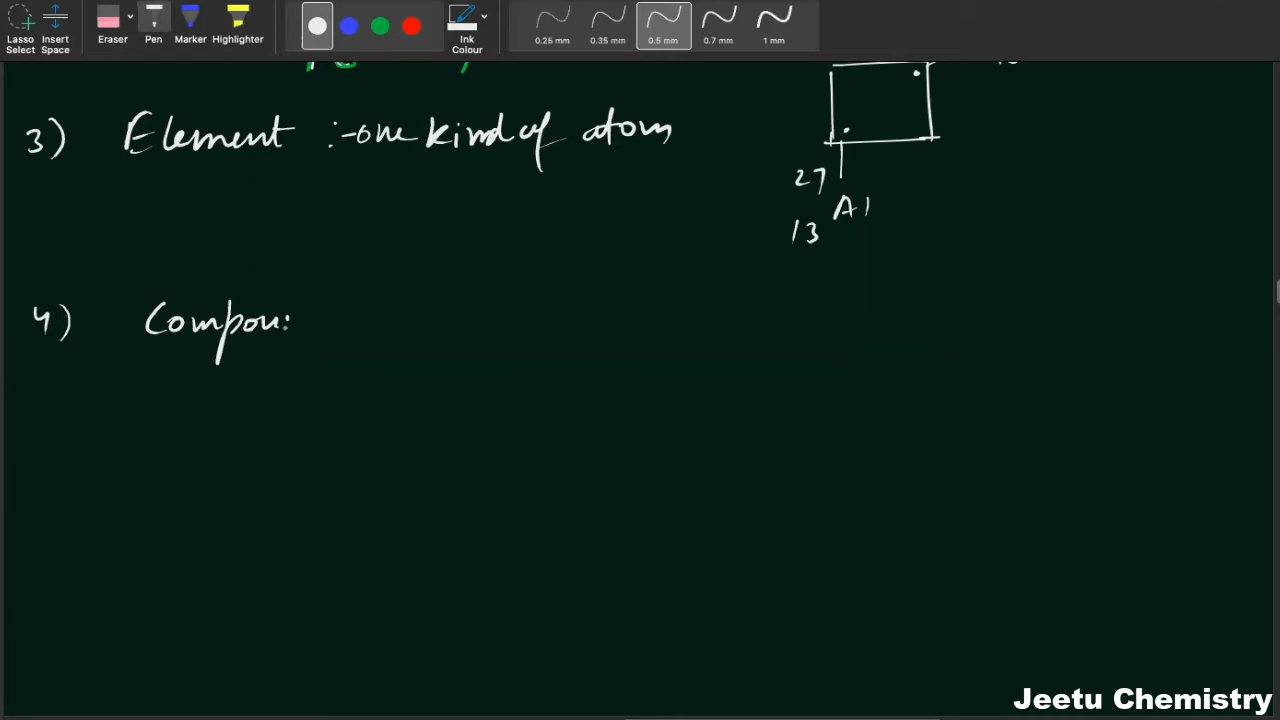 Lasso Select
Insert Space
Eraser
Pen
Marker
Highlighter
Ink Colour
0.25 mm
0.35 mm
0.5 mm
0.7 mm
1 mm
3) Element :- one kind of atom
27
Al
13
4) Compou
Jeetu Chemistry